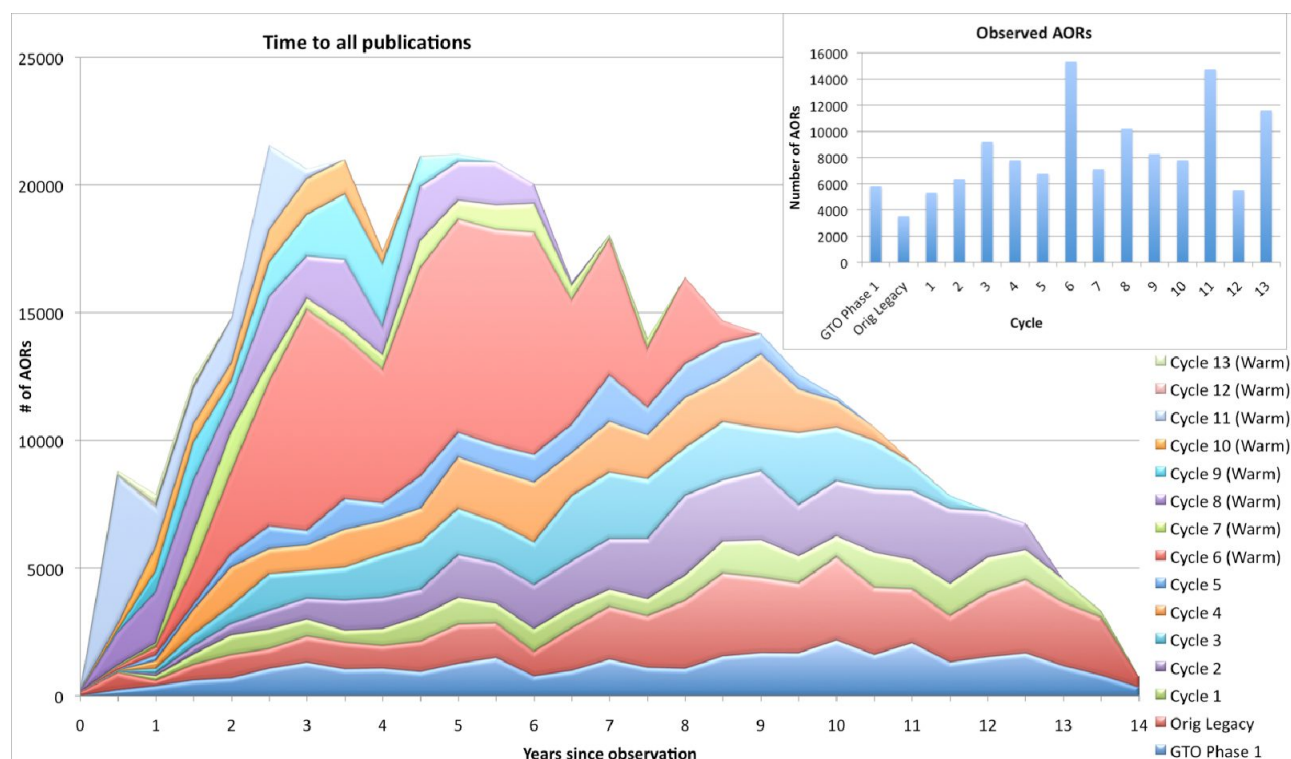 Time to all publications
25000
20000
15000
10000
5000
0
# of AORs
0 1 2 3 4 5 6 7 8 9 10 11 12 13 14
Years since observation
Observed AORs
16000
14000
12000
10000
8000
6000
4000
2000
0
Number of AORs
GTO Phase 1
Orig Legacy
1 2 3 4 5 6 7 8 9 10 11 12 13
Cycle
Cycle 13 (Warm)
Cycle 12 (Warm)
Cycle 11 (Warm)
Cycle 10 (Warm)
Cycle 9 (Warm)
Cycle 8 (Warm)
Cycle 7 (Warm)
Cycle 6 (Warm)
Cycle 5
Cycle 4
Cycle 3
Cycle 2
Cycle 1
Orig Legacy
GTO Phase 1